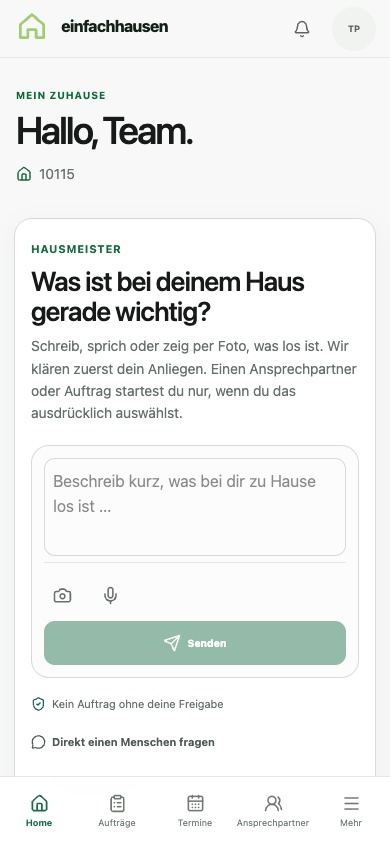 einfachhausen
TP
MEIN ZUHAUSE
Hallo, Team.
10115
HAUSMEISTER
Was ist bei deinem Haus
gerade wichtig?
Schreib, sprich oder zeig per Foto, was los ist. Wir
klären zuerst dein Anliegen. Einen Ansprechpartner
oder Auftrag startest du nur, wenn du das
ausdrücklich auswählst.
Beschreib kurz, was bei dir zu Hause
los ist ...
Senden
Kein Auftrag ohne deine Freigabe
Direkt einen Menschen fragen
Home Aufträge Termine Ansprechpartner Mehr